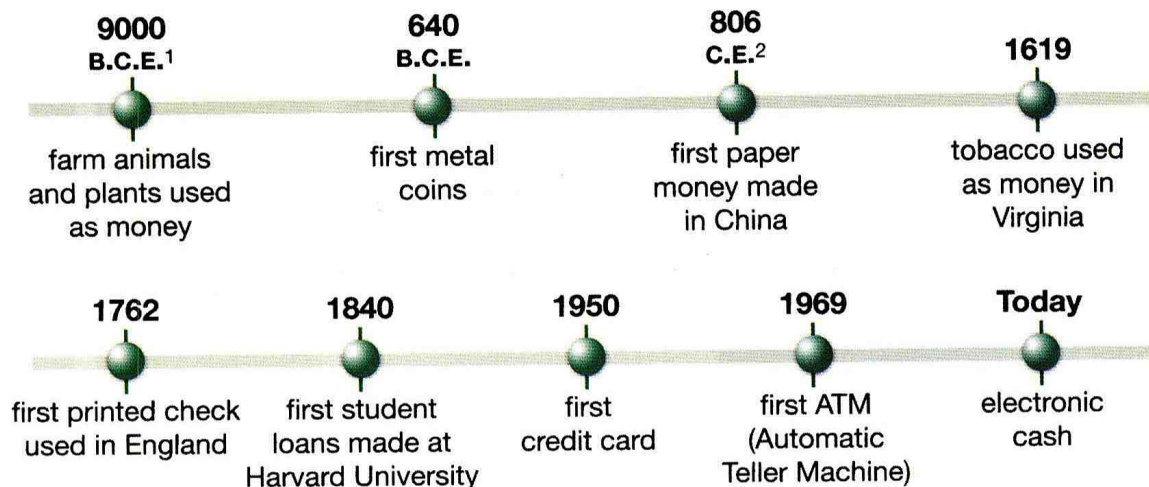 9000
B.C.E.¹
farm animals
and plants used
as money
640
B.C.E.
first metal
coins
806
C.E.²
first paper
money made
in China
1619
tobacco used
as money in
Virginia
1762
first printed check
used in England
1840
first student
loans made at
Harvard University
1950
first
credit card
1969
first ATM
(Automatic
Teller Machine)
Today
electronic
cash